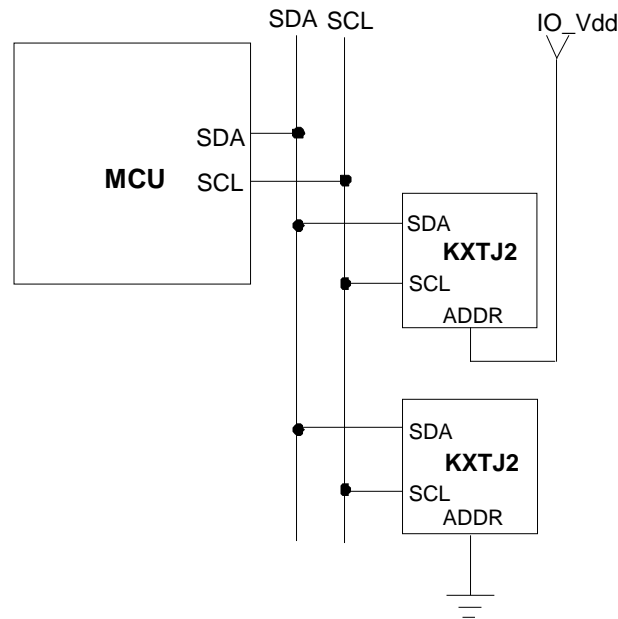 SDA SCL
IO_Vdd
SDA
MCU
SCL
SDA
KXTJ2
SCL
ADDR
SDA
KXTJ2
SCL
ADDR